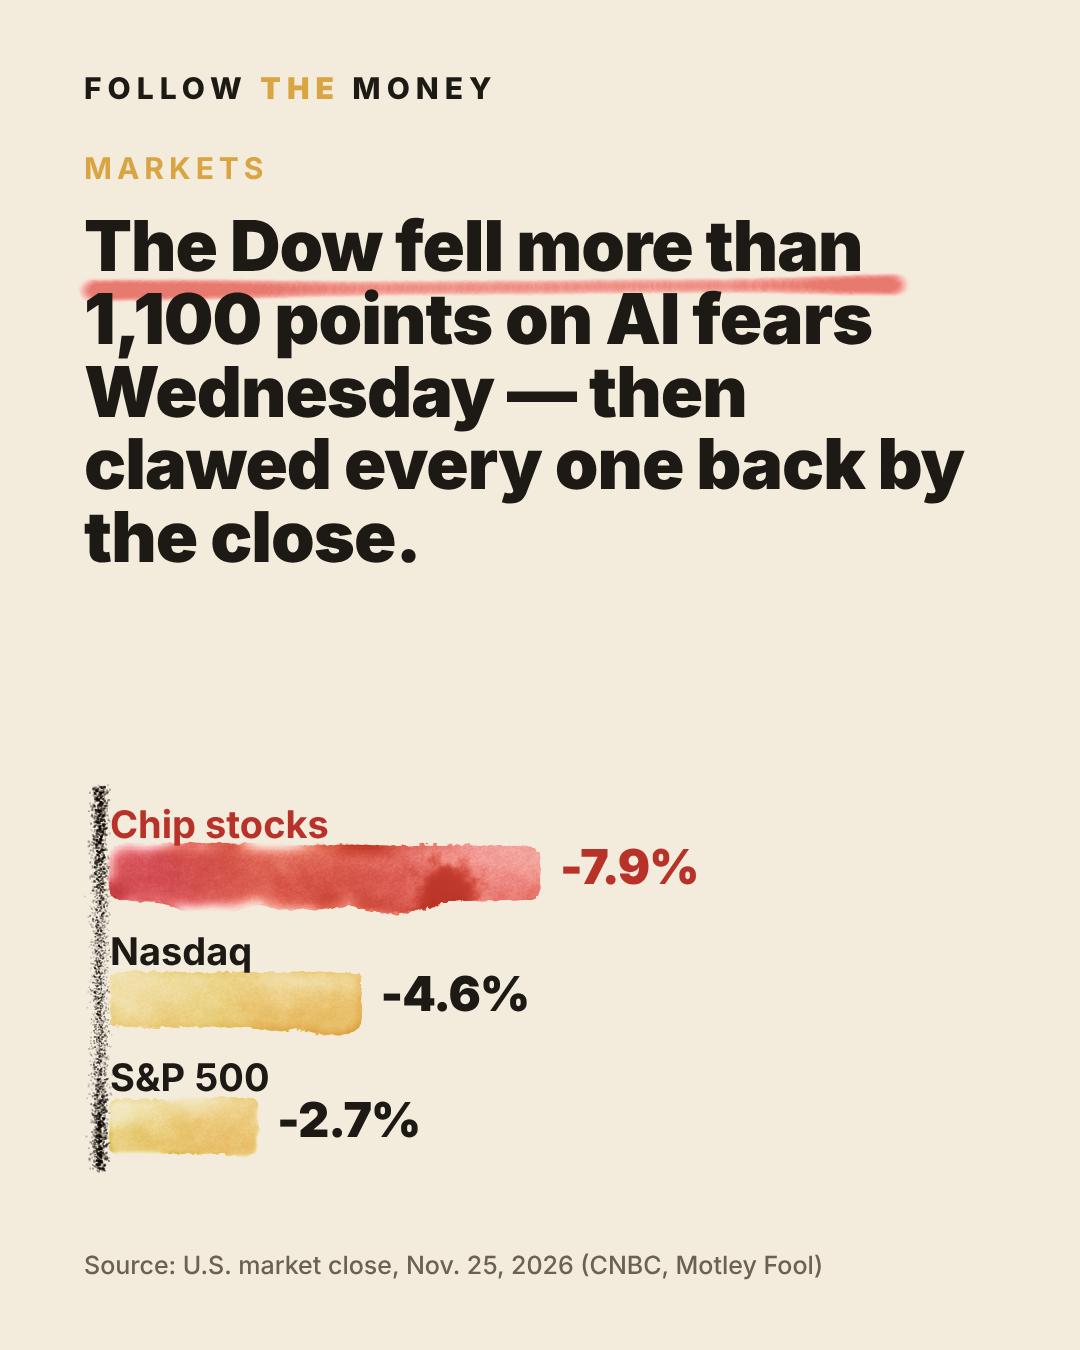 FOLLOW THE MONEY
MARKETS
The Dow fell more than
1,100 points on AI fears
Wednesday — then
clawed every one back by
the close.
Chip stocks
-7.9%
Nasdaq
-4.6%
S&P 500
-2.7%
Source: U.S. market close, Nov. 25, 2026 (CNBC, Motley Fool)